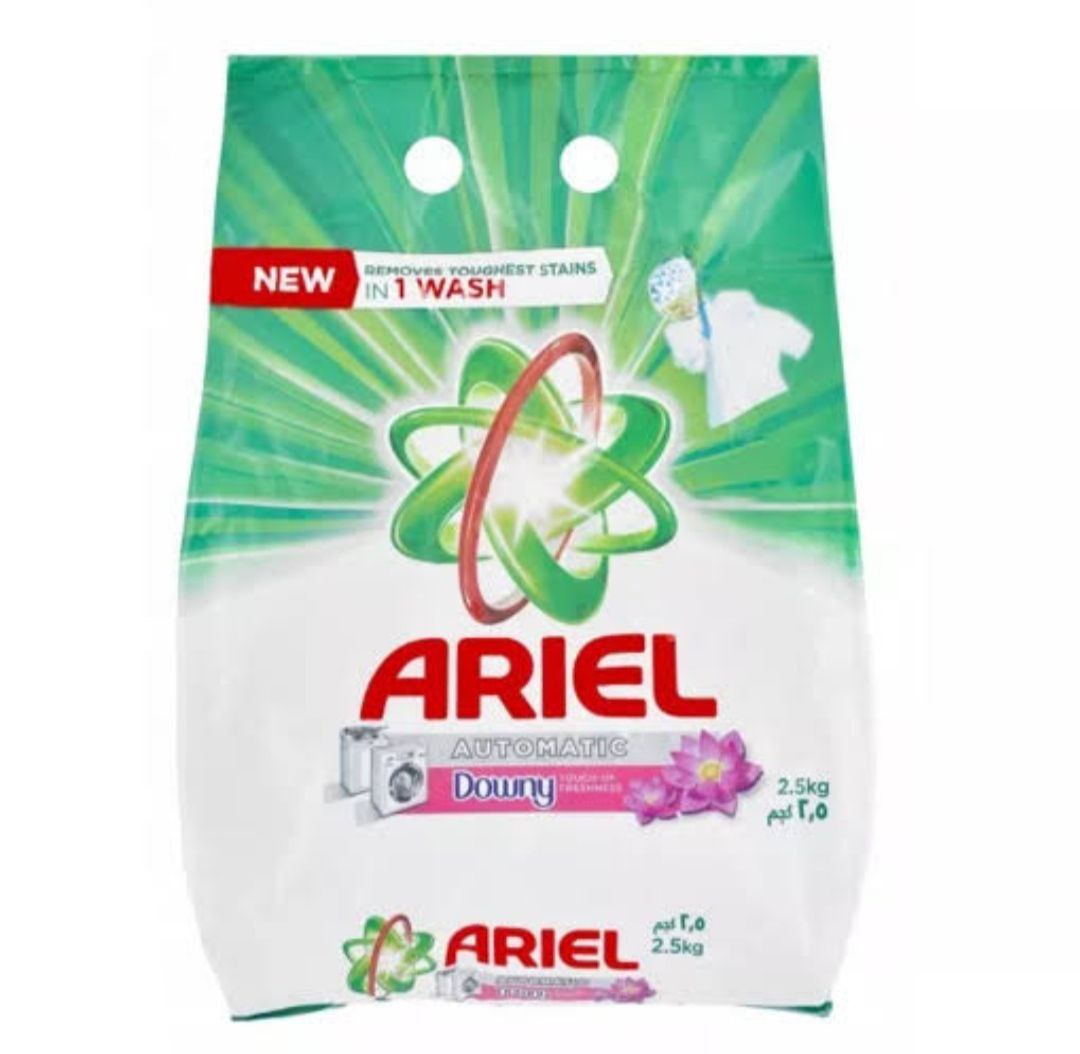 NEW
REMOVES TOUGHEST STAINS
IN 1 WASH
ARIEL
AUTOMATIC
Downy TOUCH OF
FRESHNESS
2.5kg
٢,٥ كجم
ARIEL
٢,٥ كجم
2.5kg